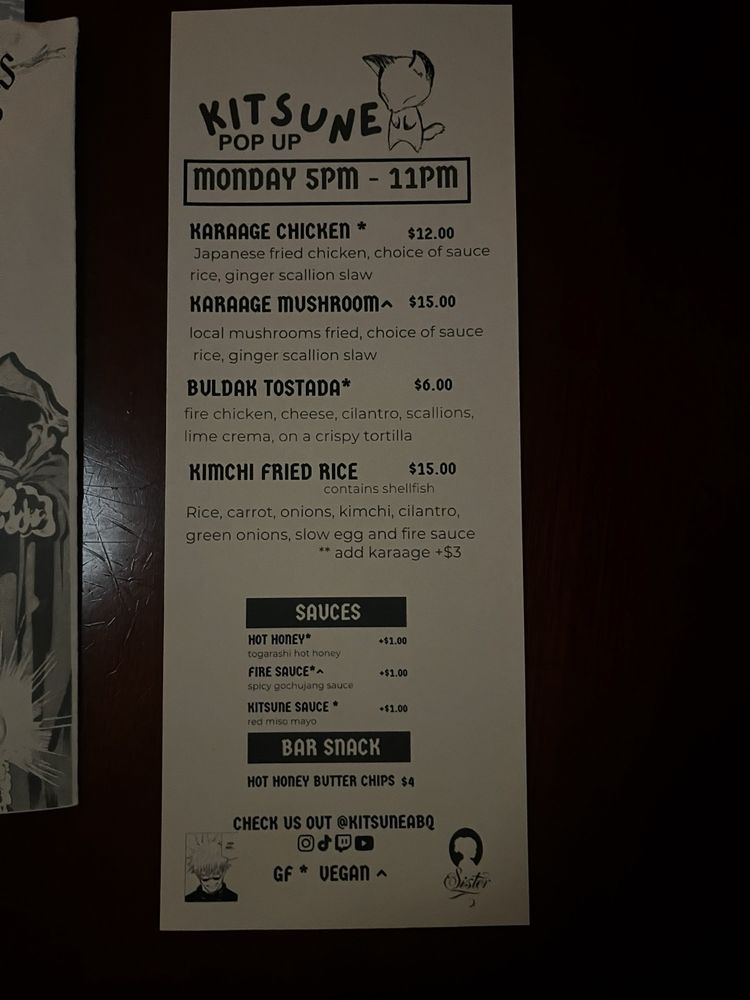 KITSUNE
POP UP
MONDAY 5PM - 11PM
KARAAGE CHICKEN * $12.00
Japanese fried chicken, choice of sauce
rice, ginger scallion slaw
KARAAGE MUSHROOM^ $15.00
local mushrooms fried, choice of sauce
rice, ginger scallion slaw
BULDAK TOSTADA* $6.00
fire chicken, cheese, cilantro, scallions,
lime crema, on a crispy tortilla
KIMCHI FRIED RICE $15.00
contains shellfish
Rice, carrot, onions, kimchi, cilantro,
green onions, slow egg and fire sauce
** add karaage +$3
SAUCES
HOT HONEY* +$1.00
togarashi hot honey
FIRE SAUCE*^ +$1.00
spicy gochujang sauce
KITSUNE SAUCE * +$1.00
red miso mayo
BAR SNACK
HOT HONEY BUTTER CHIPS $4
CHECK US OUT @KITSUNEABQ
GF * VEGAN ^
Sister